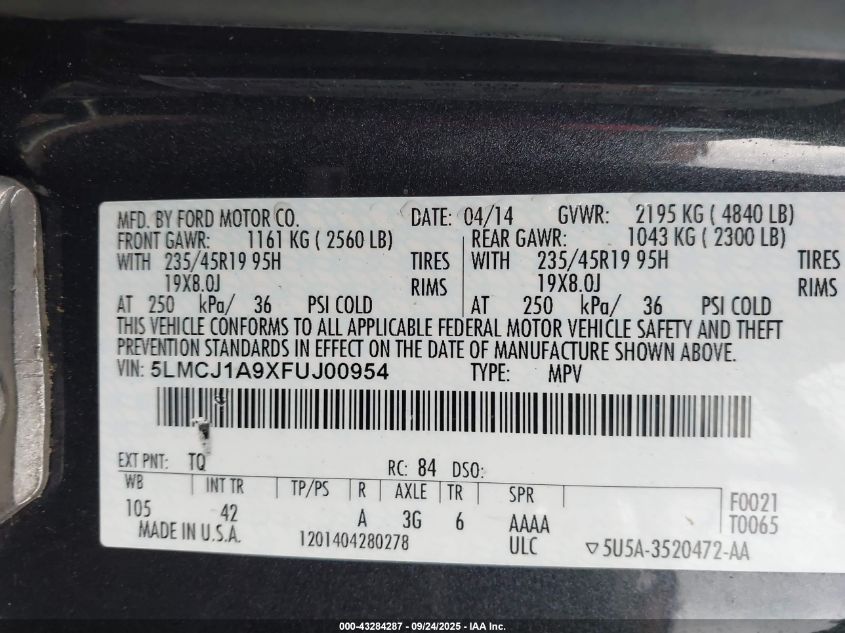 MFD. BY FORD MOTOR CO. DATE: 04/14 GVWR: 2195 KG ( 4840 LB)
FRONT GAWR: 1161 KG ( 2560 LB) REAR GAWR: 1043 KG ( 2300 LB)
WITH 235/45R19 95H TIRES WITH 235/45R19 95H TIRES
19X8.0J RIMS 19X8.0J RIMS
AT 250 kPa/ 36 PSI COLD AT 250 kPa/ 36 PSI COLD
THIS VEHICLE CONFORMS TO ALL APPLICABLE FEDERAL MOTOR VEHICLE SAFETY AND THEFT
PREVENTION STANDARDS IN EFFECT ON THE DATE OF MANUFACTURE SHOWN ABOVE.
VIN: 5LMCJ1A9XFUJ00954 TYPE: MPV
EXT PNT: TQ RC: 84 DSO:
WB INT TR TP/PS R AXLE TR SPR F0021
105 42 A 3G 6 AAAA T0065
MADE IN U.S.A. 1201404280278 ULC ▽5U5A-3520472-AA
000-43284287 - 09/24/2025 - IAA Inc.